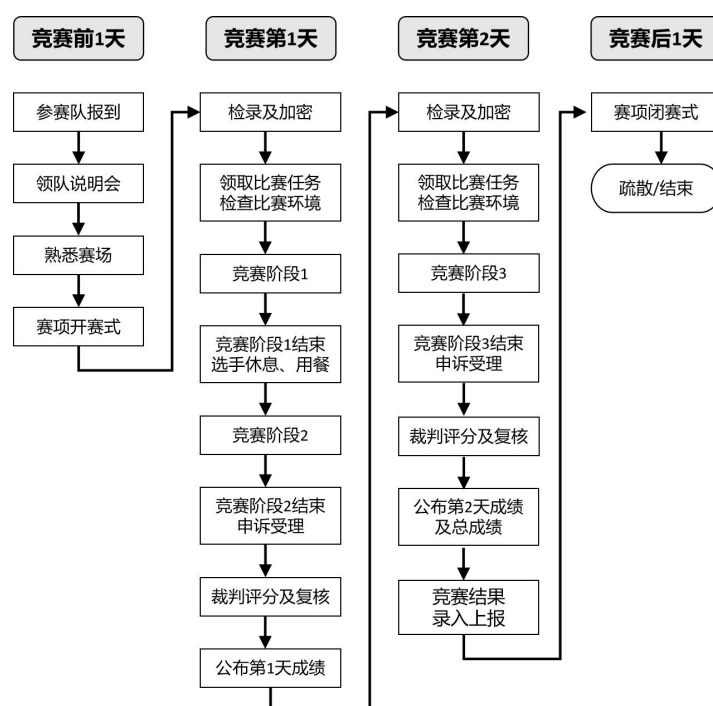 竞赛前1天
参赛队报到
领队说明会
熟悉赛场
赛项开赛式
竞赛第1天
检录及加密
领取比赛任务
检查比赛环境
竞赛阶段1
竞赛阶段1结束
选手休息、用餐
竞赛阶段2
竞赛阶段2结束
申诉受理
裁判评分及复核
公布第1天成绩
竞赛第2天
检录及加密
领取比赛任务
检查比赛环境
竞赛阶段3
竞赛阶段3结束
申诉受理
裁判评分及复核
公布第2天成绩
及总成绩
竞赛结果
录入上报
竞赛后1天
赛项闭赛式
疏散/结束